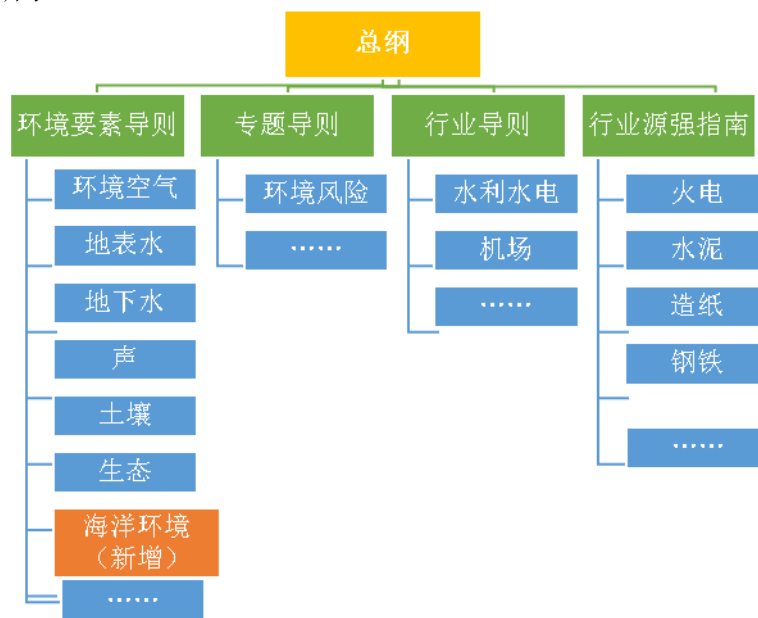 总纲
环境要素导则
环境空气
地表水
地下水
声
土壤
生态
海洋环境
（新增）
……
专题导则
环境风险
……
行业导则
水利水电
机场
……
行业源强指南
火电
水泥
造纸
钢铁
……